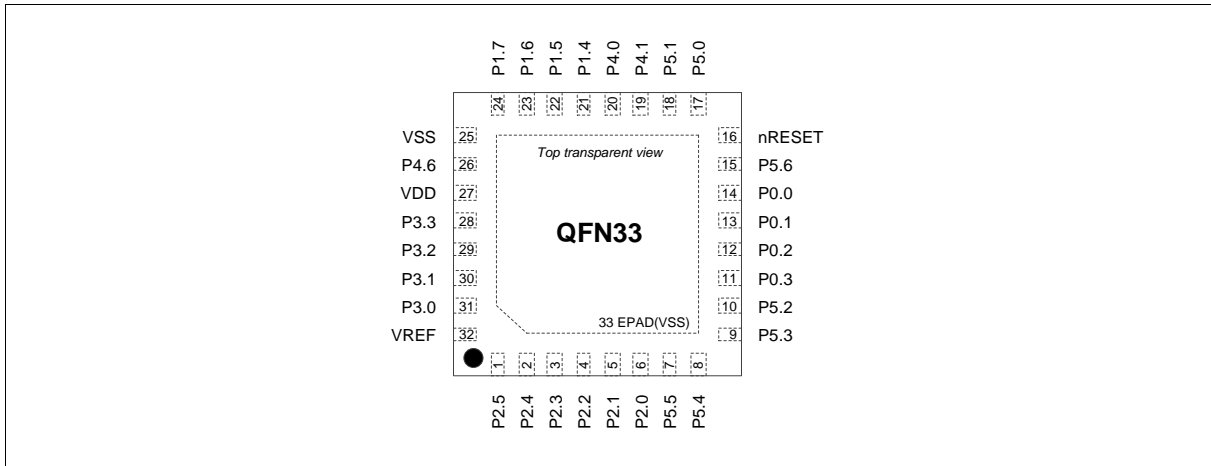 P1.7 P1.6 P1.5 P1.4 P4.0 P4.1 P5.1 P5.0
24 23 22 21 20 19 18 17
VSS 25 16 nRESET
Top transparent view
P4.6 26 15 P5.6
VDD 27 14 P0.0
P3.3 28 13 P0.1
QFN33
P3.2 29 12 P0.2
P3.1 30 11 P0.3
P3.0 31 10 P5.2
33 EPAD(VSS)
VREF 32 9 P5.3
1 2 3 4 5 6 7 8
P2.5 P2.4 P2.3 P2.2 P2.1 P2.0 P5.5 P5.4